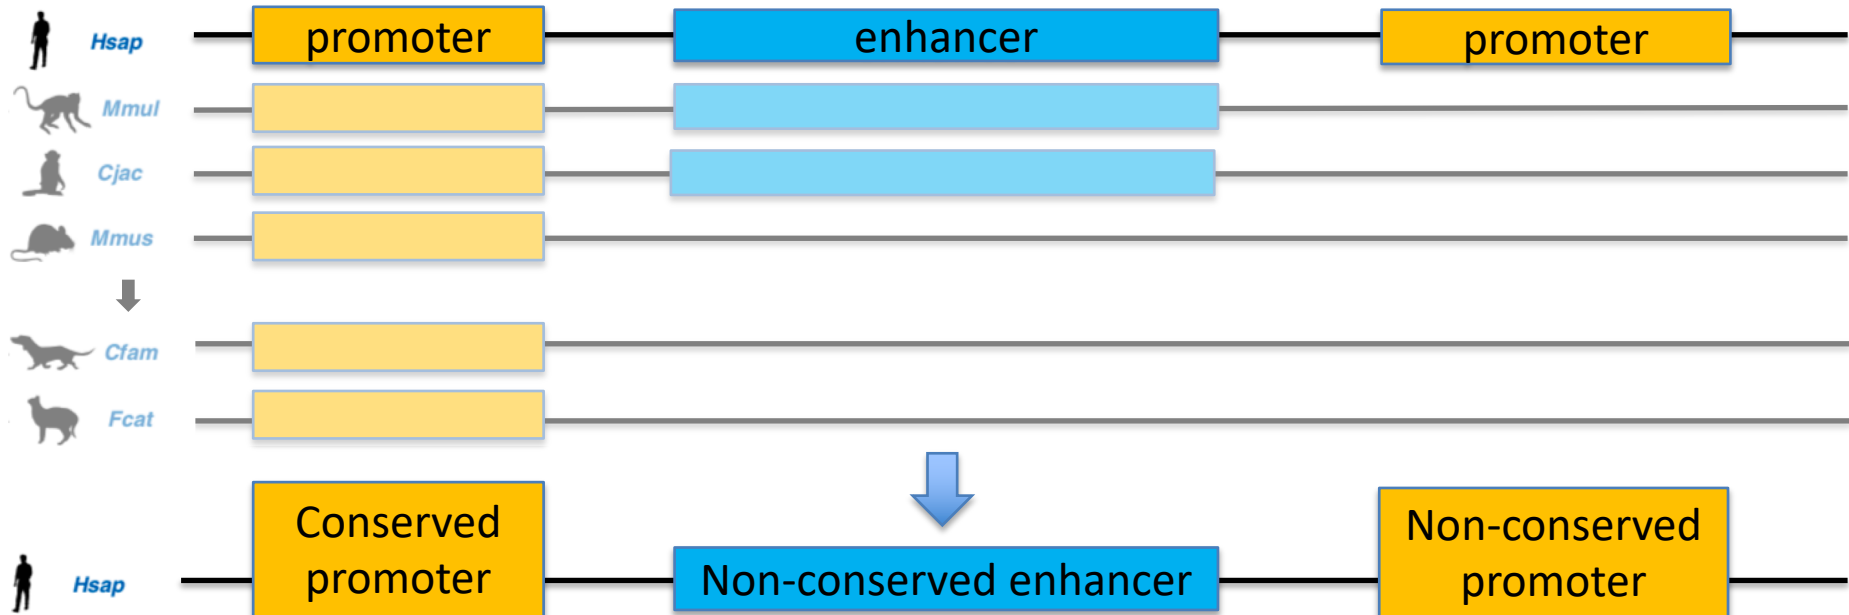 Hsap promoter enhancer promoter
Mmul
Cjac
Mmus
Cfam
Fcat
Conserved
promoter
Non-conserved enhancer
Non-conserved
promoter
Hsap